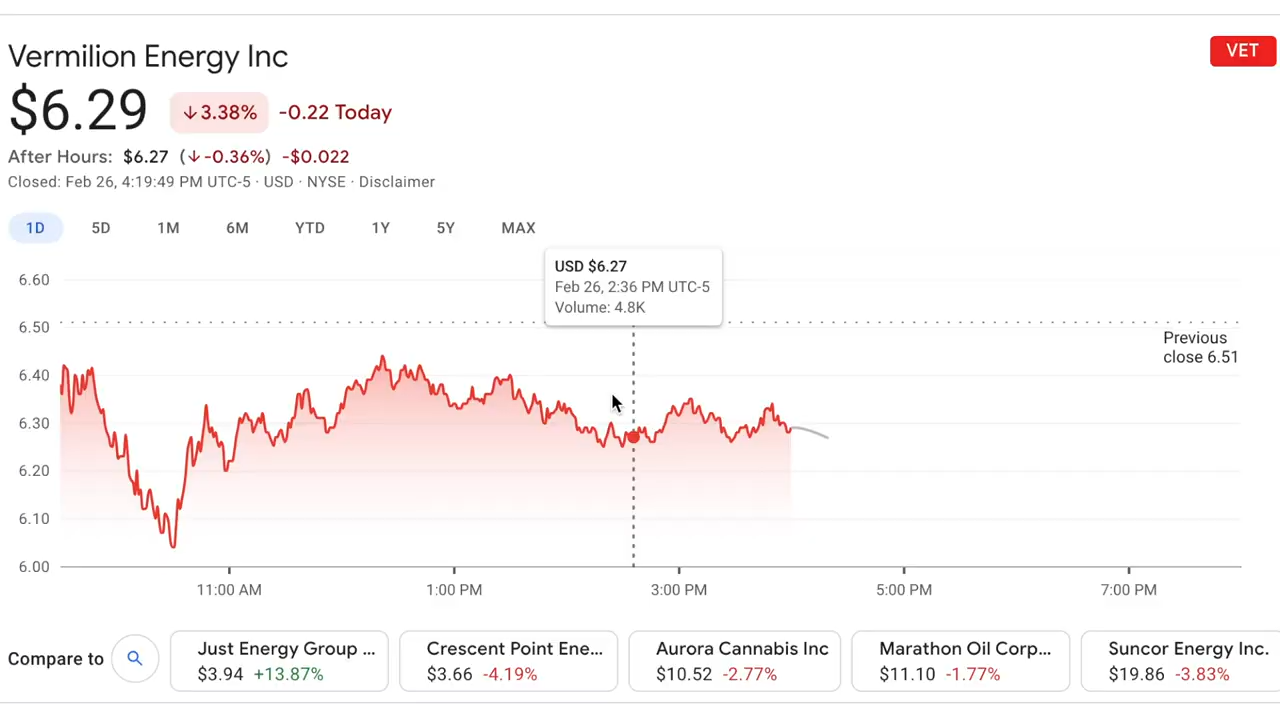 Vermilion Energy Inc
VET
$6.29 ↓3.38% -0.22 Today
After Hours: $6.27 (↓-0.36%) -$0.022
Closed: Feb 26, 4:19:49 PM UTC-5 · USD · NYSE · Disclaimer
1D 5D 1M 6M YTD 1Y 5Y MAX
USD $6.27
Feb 26, 2:36 PM UTC-5
Volume: 4.8K
6.60
6.50
6.40
6.30
6.20
6.10
6.00
Previous
close 6.51
11:00 AM 1:00 PM 3:00 PM 5:00 PM 7:00 PM
Compare to
Just Energy Group ...
$3.94 +13.87%
Crescent Point Ene...
$3.66 -4.19%
Aurora Cannabis Inc
$10.52 -2.77%
Marathon Oil Corp...
$11.10 -1.77%
Suncor Energy Inc.
$19.86 -3.83%